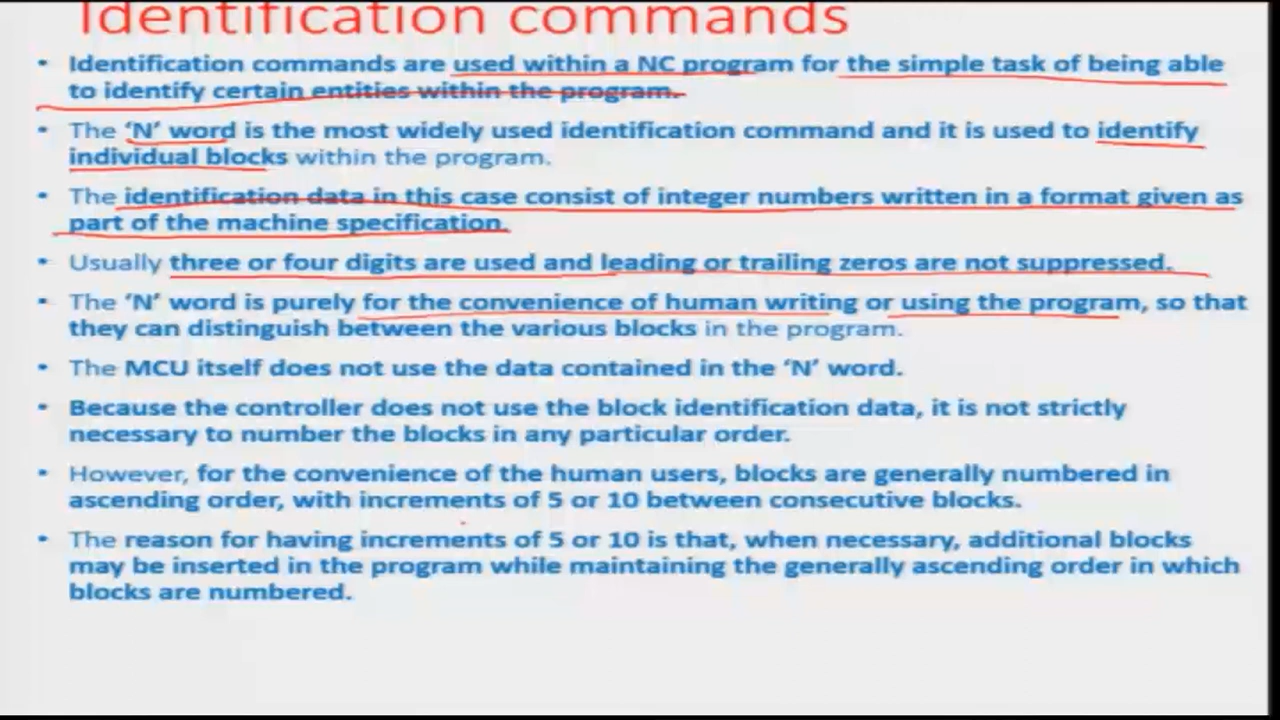 Identification commands
• Identification commands are used within a NC program for the simple task of being able
to identify certain entities within the program.
• The ‘N’ word is the most widely used identification command and it is used to identify
individual blocks within the program.
• The identification data in this case consist of integer numbers written in a format given as
part of the machine specification.
• Usually three or four digits are used and leading or trailing zeros are not suppressed.
• The ‘N’ word is purely for the convenience of human writing or using the program, so that
they can distinguish between the various blocks in the program.
• The MCU itself does not use the data contained in the ‘N’ word.
• Because the controller does not use the block identification data, it is not strictly
necessary to number the blocks in any particular order.
• However, for the convenience of the human users, blocks are generally numbered in
ascending order, with increments of 5 or 10 between consecutive blocks.
• The reason for having increments of 5 or 10 is that, when necessary, additional blocks
may be inserted in the program while maintaining the generally ascending order in which
blocks are numbered.